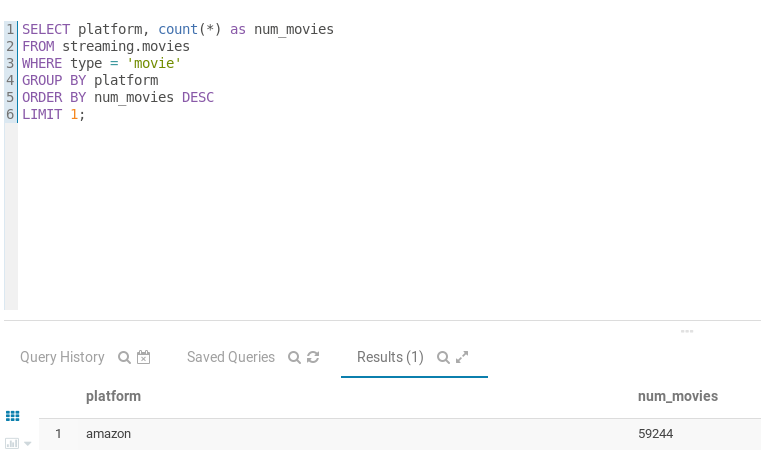 1 SELECT platform, count(*) as num_movies
2 FROM streaming.movies
3 WHERE type = 'movie'
4 GROUP BY platform
5 ORDER BY num_movies DESC
6 LIMIT 1;
Query History Saved Queries Results (1)
platform num_movies
1 amazon 59244